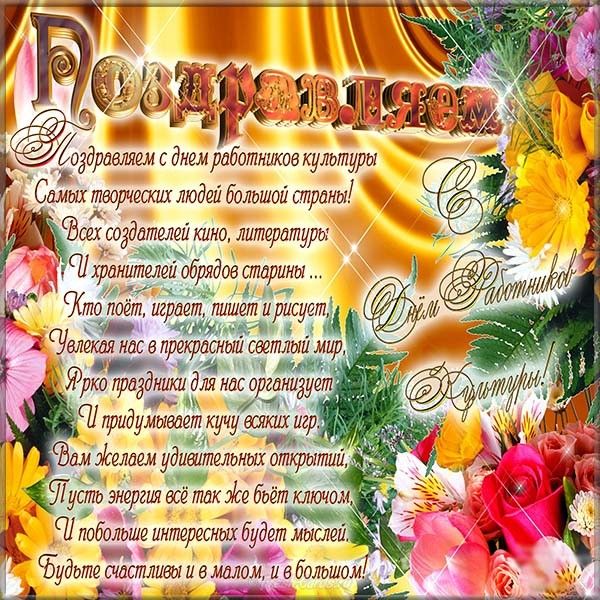 Поздравляем
Поздравляем с днем работников культуры
Самых творческих людей большой страны!
Всех создателей кино, литературы
И хранителей обрядов старины ...
Кто поёт, играет, пишет и рисует,
Увлекая нас в прекрасный светлый мир,
Ярко праздники для нас организует
И придумывает кучу всяких игр.
Вам желаем удивительных открытий,
Пусть энергия всё так же бьёт ключом,
И побольше интересных будет мыслей.
Будьте счастливы и в малом, и в большом!
С
Днём Работников
Культуры!